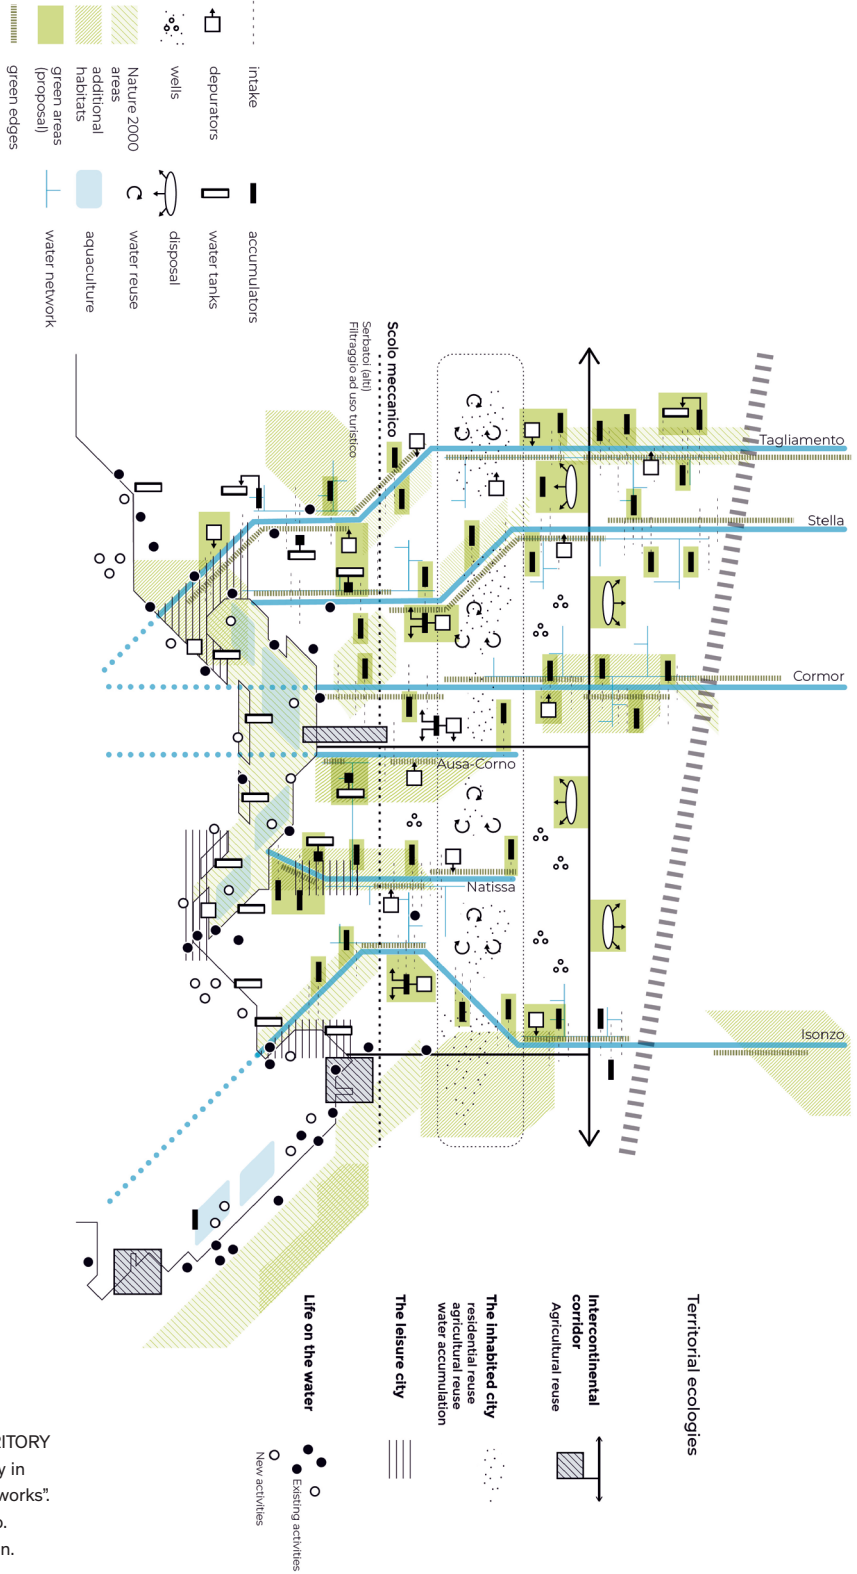 intake
depurators
wells
Nature 2000
areas
additional
habitats
green areas
(proposal)
green edges
accumulators
water tanks
disposal
water reuse
aquaculture
water network
Scolo meccanico
Serbatoi (alti)
Filtraggio ad uso turistico
Tagliamento
Stella
Cormor
Ausa-Corno
Natissa
Isonzo
Territorial ecologies
Intercontinental
corridor
Agricultural reuse
The inhabited city
residential reuse
agricultural reuse
water accumulation
The leisure city
Life on the water
Existing activities
New activities
ITORY
y in
works".
o.
n.